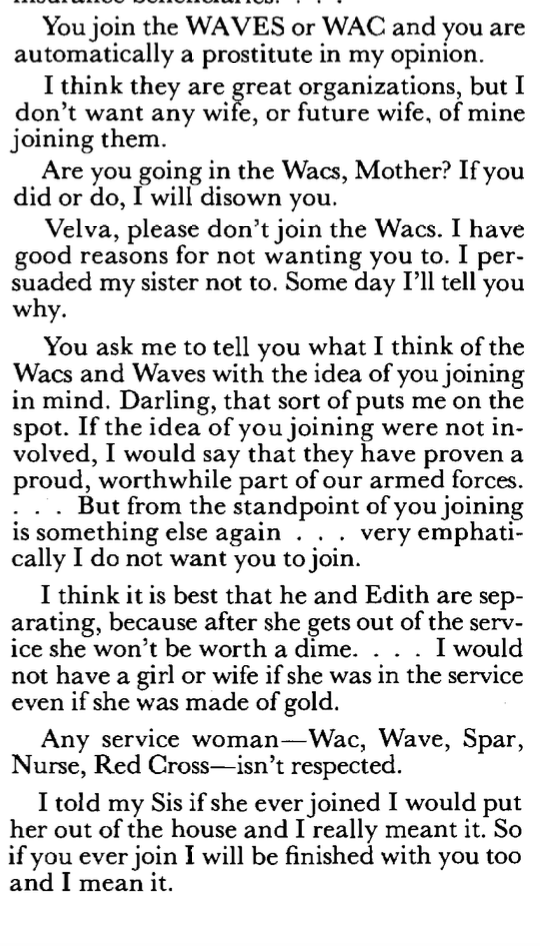 You join the WAVES or WAC and you are
automatically a prostitute in my opinion.
I think they are great organizations, but I
don't want any wife, or future wife, of mine
joining them.
Are you going in the Wacs, Mother? If you
did or do, I will disown you.
Velva, please don't join the Wacs. I have
good reasons for not wanting you to. I per-
suaded my sister not to. Some day I'll tell you
why.
You ask me to tell you what I think of the
Wacs and Waves with the idea of you joining
in mind. Darling, that sort of puts me on the
spot. If the idea of you joining were not in-
volved, I would say that they have proven a
proud, worthwhile part of our armed forces.
. . . But from the standpoint of you joining
is something else again . . . very emphati-
cally I do not want you to join.
I think it is best that he and Edith are sep-
arating, because after she gets out of the serv-
ice she won't be worth a dime. . . . I would
not have a girl or wife if she was in the service
even if she was made of gold.
Any service woman—Wac, Wave, Spar,
Nurse, Red Cross—isn't respected.
I told my Sis if she ever joined I would put
her out of the house and I really meant it. So
if you ever join I will be finished with you too
and I mean it.